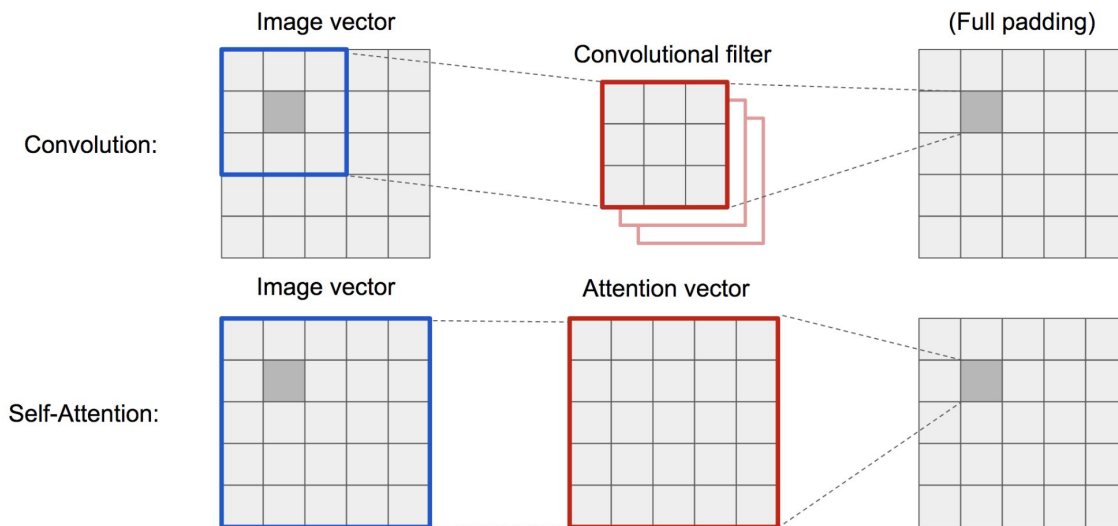 Image vector
(Full padding)
Convolutional filter
Convolution:
Image vector
Attention vector
Self-Attention: